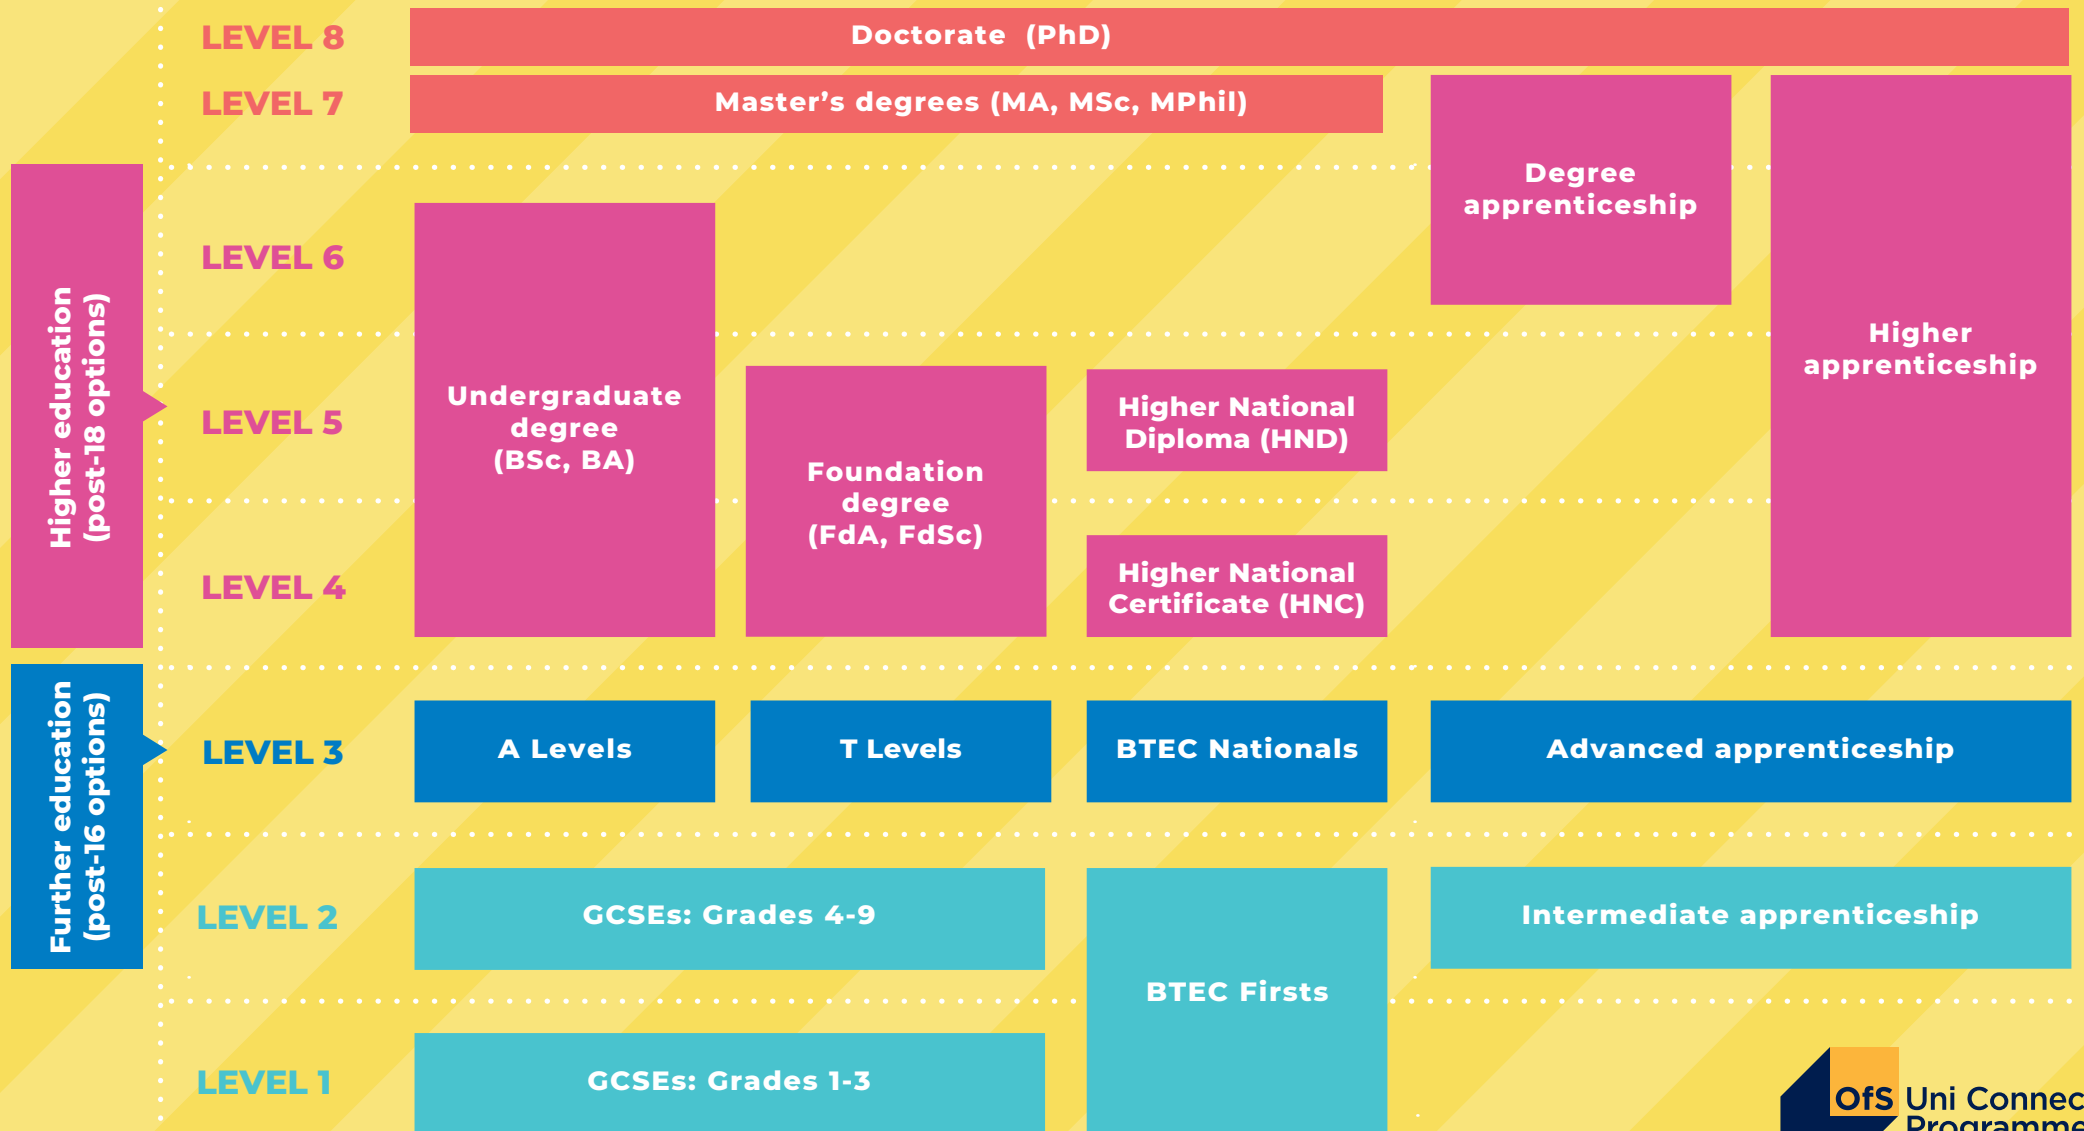 LEVEL 8
Doctorate (PhD)
LEVEL 7
Master’s degrees (MA, MSc, MPhil)
Degree
apprenticeship
Higher
apprenticeship
Higher education
(post-18 options)
LEVEL 6
Undergraduate
degree
(BSc, BA)
LEVEL 5
Foundation
degree
(FdA, FdSc)
Higher National
Diploma (HND)
LEVEL 4
Higher National
Certificate (HNC)
Further education
(post-16 options)
LEVEL 3
A Levels
T Levels
BTEC Nationals
Advanced apprenticeship
LEVEL 2
GCSEs: Grades 4-9
BTEC Firsts
Intermediate apprenticeship
LEVEL 1
GCSEs: Grades 1-3
OfS
Uni Connec
Programme